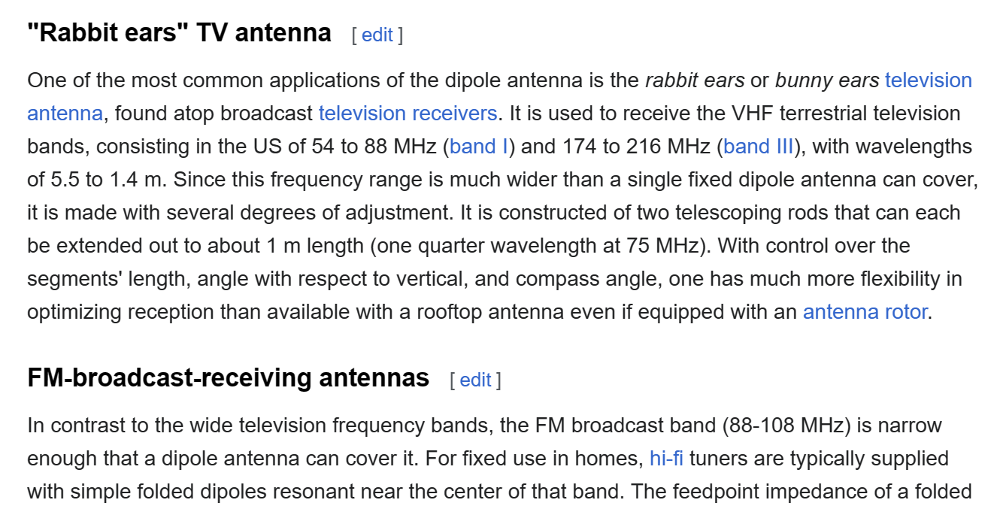 "Rabbit ears" TV antenna [ edit ]
One of the most common applications of the dipole antenna is the rabbit ears or bunny ears television
antenna, found atop broadcast television receivers. It is used to receive the VHF terrestrial television
bands, consisting in the US of 54 to 88 MHz (band I) and 174 to 216 MHz (band III), with wavelengths
of 5.5 to 1.4 m. Since this frequency range is much wider than a single fixed dipole antenna can cover,
it is made with several degrees of adjustment. It is constructed of two telescoping rods that can each
be extended out to about 1 m length (one quarter wavelength at 75 MHz). With control over the
segments' length, angle with respect to vertical, and compass angle, one has much more flexibility in
optimizing reception than available with a rooftop antenna even if equipped with an antenna rotor.
FM-broadcast-receiving antennas [ edit ]
In contrast to the wide television frequency bands, the FM broadcast band (88-108 MHz) is narrow
enough that a dipole antenna can cover it. For fixed use in homes, hi-fi tuners are typically supplied
with simple folded dipoles resonant near the center of that band. The feedpoint impedance of a folded